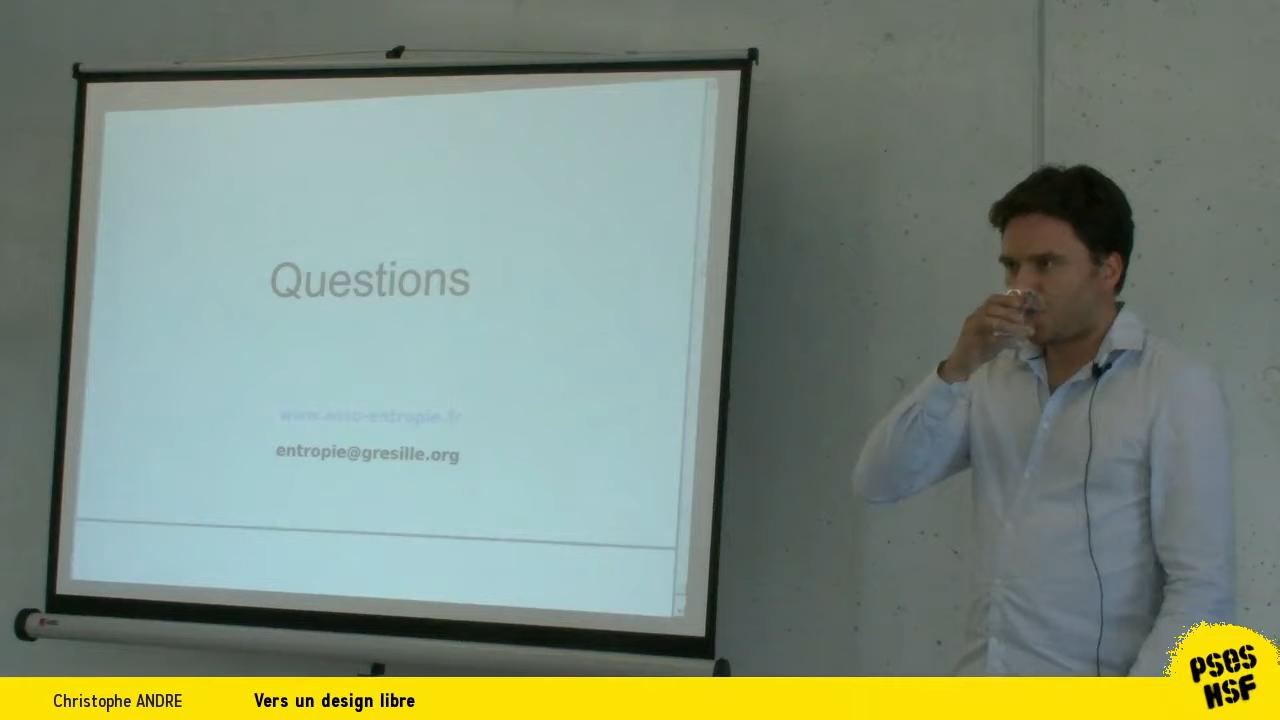 Questions
www.asso-entropie.fr
entropie@gresille.org
Christophe ANDRE
Vers un design libre
PSES
HSF